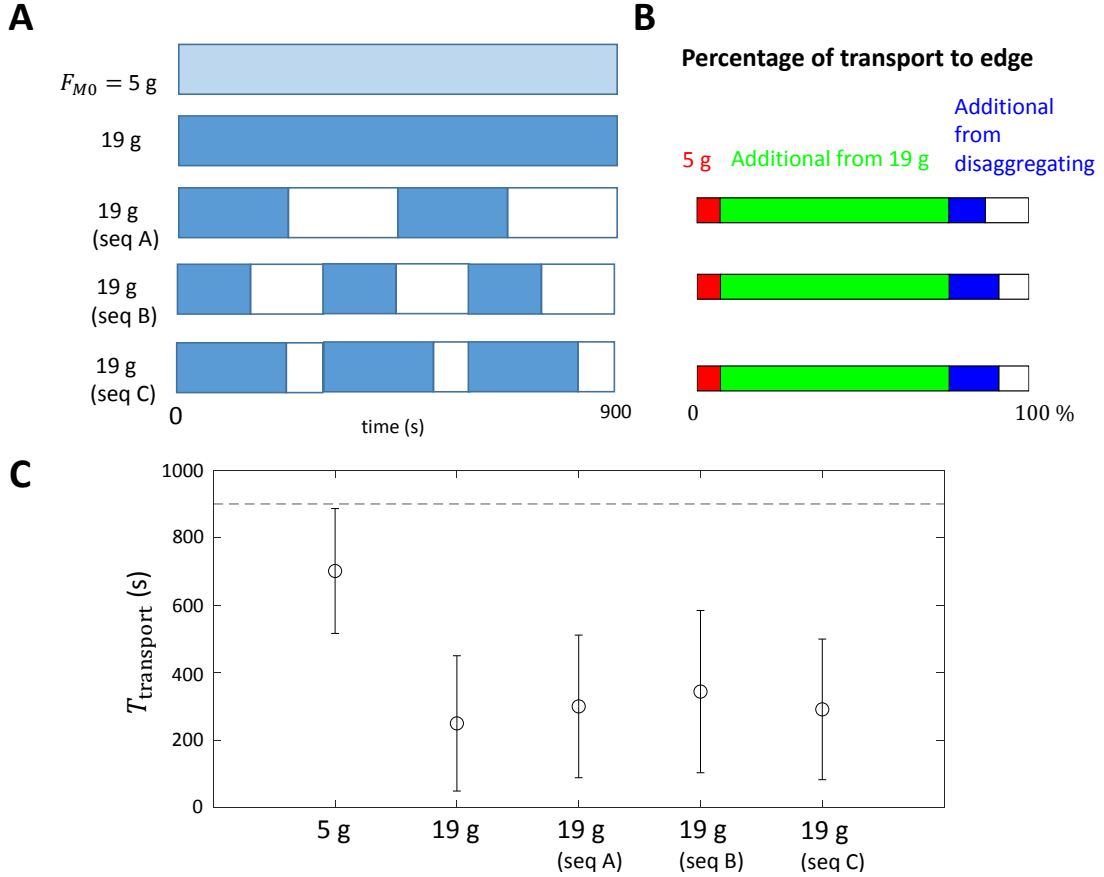 A
F_{M0} = 5 g
19 g
19 g
(seq A)
19 g
(seq B)
19 g
(seq C)
0
900
time (s)
B
Percentage of transport to edge
5 g
Additional from 19 g
Additional
from
disaggregating
0
100 %
C
T_transport (s)
1000
800
600
400
200
0
5 g
19 g
19 g
(seq A)
19 g
(seq B)
19 g
(seq C)